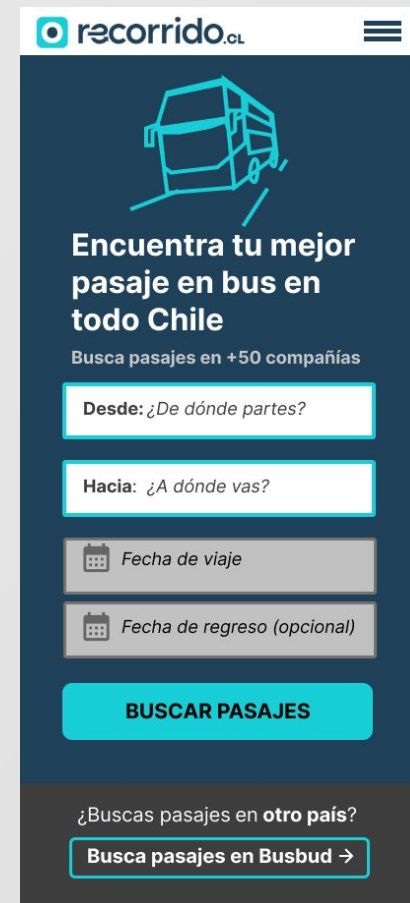 recorrido.cl
Encuentra tu mejor
pasaje en bus en
todo Chile
Busca pasajes en +50 compañías
Desde: ¿De dónde partes?
Hacia: ¿A dónde vas?
Fecha de viaje
Fecha de regreso (opcional)
BUSCAR PASAJES
¿Buscas pasajes en otro país?
Busca pasajes en Busbud →